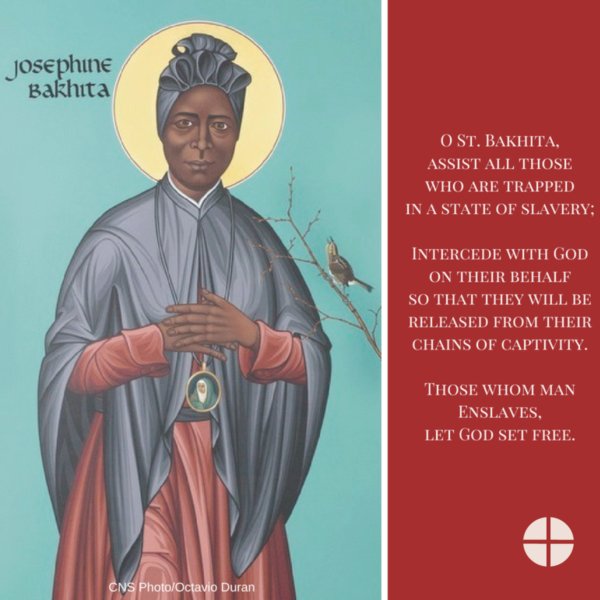 Josephine
Bakhita
O St. Bakhita,
assist all those
who are trapped
in a state of slavery;
Intercede with God
on their behalf
so that they will be
released from their
chains of captivity.
Those whom man
Enslaves,
let God set free.
CNS Photo/Octavio Duran